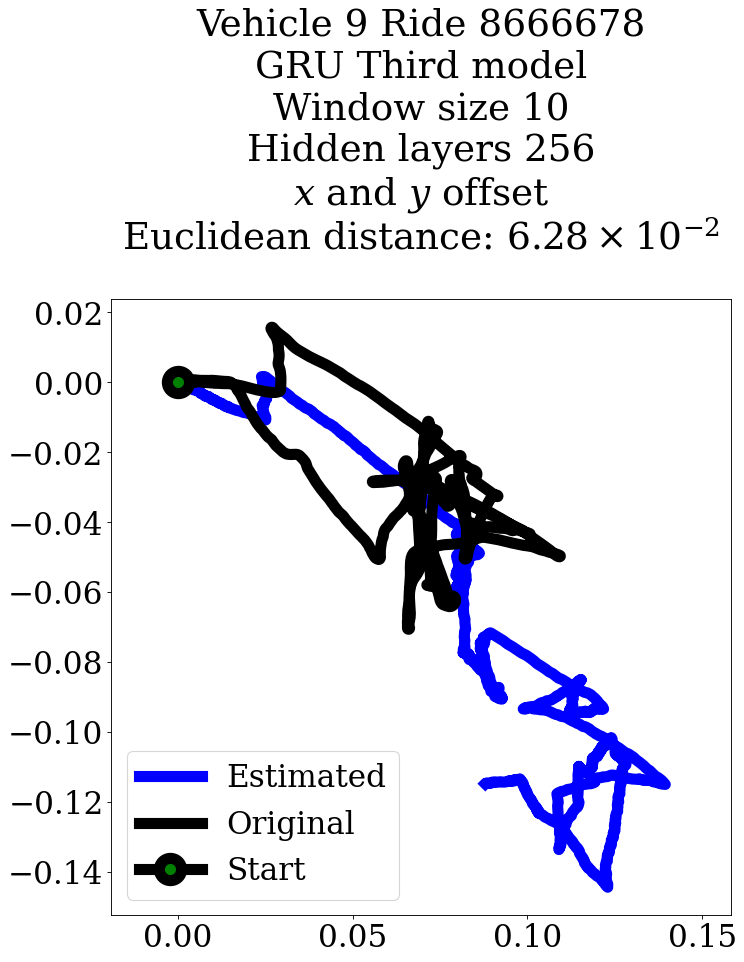 Vehicle 9 Ride 8666678
GRU Third model
Window size 10
Hidden layers 256
x and y offset
Euclidean distance: 6.28 × 10⁻²
0.02
0.00
−0.02
−0.04
−0.06
−0.08
−0.10
−0.12
−0.14
Estimated
Original
Start
0.00 0.05 0.10 0.15